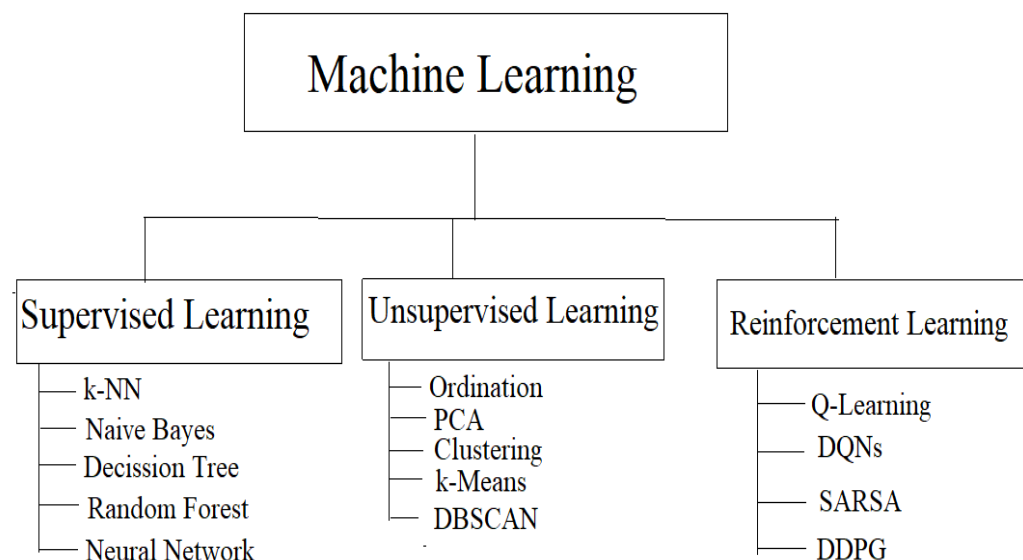 Machine Learning
Supervised Learning
k-NN
Naive Bayes
Decission Tree
Random Forest
Neural Network
Unsupervised Learning
Ordination
PCA
Clustering
k-Means
DBSCAN
Reinforcement Learning
Q-Learning
DQNs
SARSA
DDPG